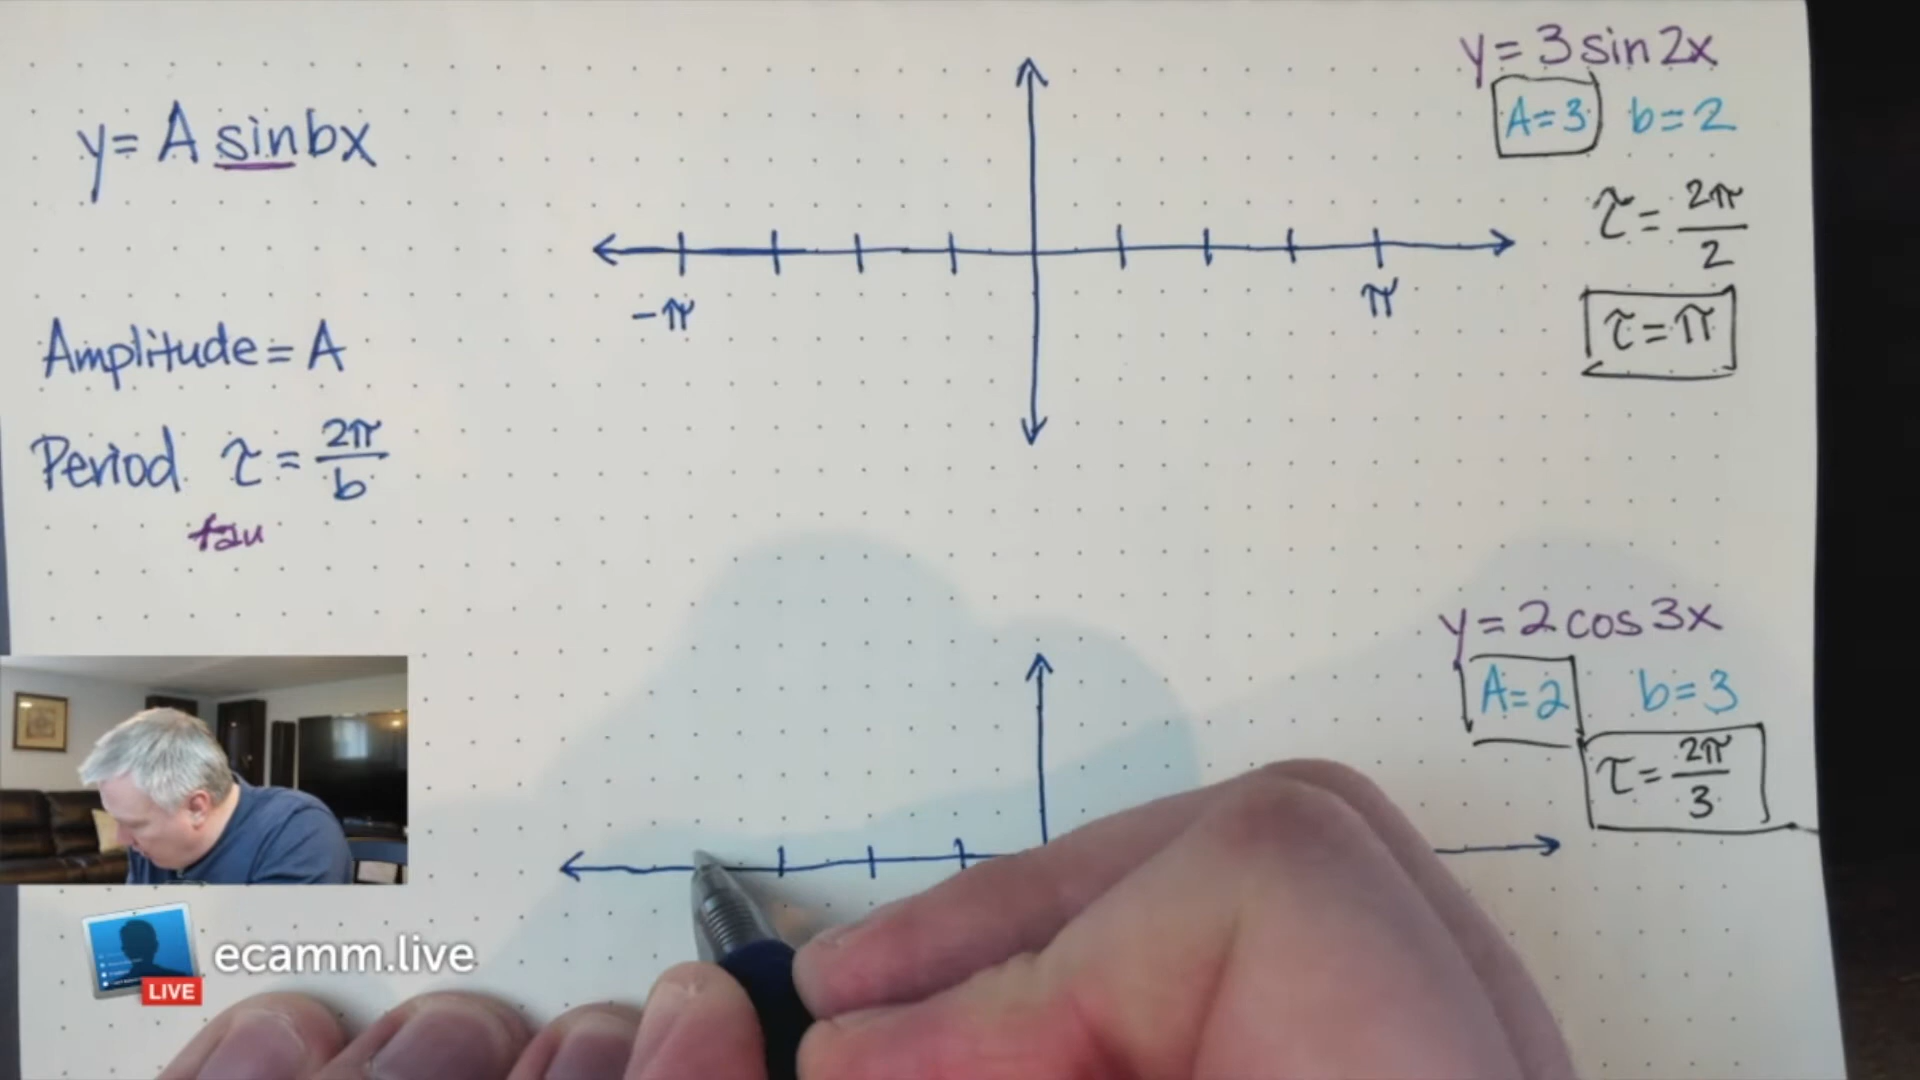 y = A sin bx
Amplitude = A
Period τ = 2π/b
tau
-π
π
y = 3 sin 2x
A = 3 b = 2
τ = 2π/2
τ = π
y = 2 cos 3x
A = 2 b = 3
τ = 2π/3
ecamm.live
LIVE